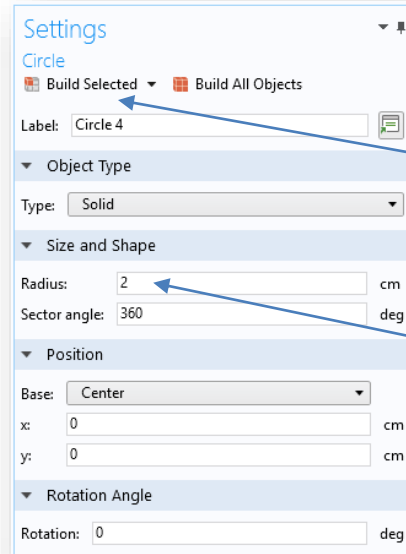 Settings
Circle
Build Selected Build All Objects
Label: Circle 4
Object Type
Type: Solid
Size and Shape
Radius: 2 cm
Sector angle: 360 deg
Position
Base: Center
x: 0 cm
y: 0 cm
Rotation Angle
Rotation: 0 deg